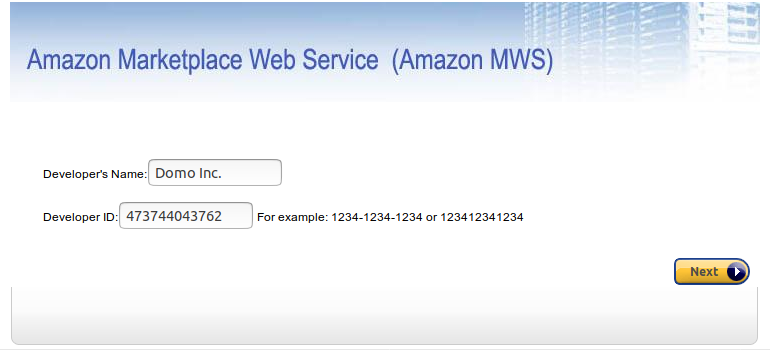 Amazon Marketplace Web Service (Amazon MWS)
Developer's Name: Domo Inc.
Developer ID: 473744043762 For example: 1234-1234-1234 or 123412341234
Next